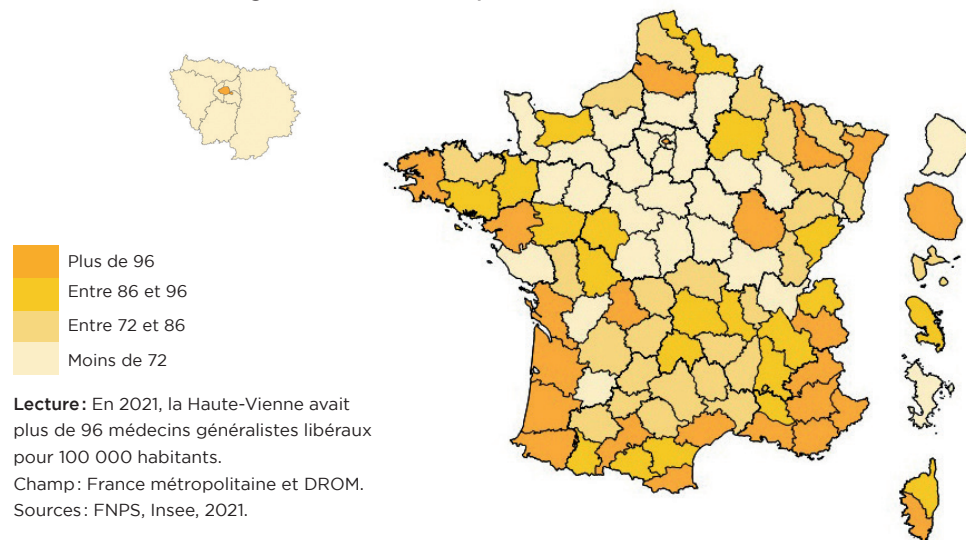 Plus de 96
Entre 86 et 96
Entre 72 et 86
Moins de 72
Lecture : En 2021, la Haute-Vienne avait
plus de 96 médecins généralistes libéraux
pour 100 000 habitants.
Champ : France métropolitaine et DROM.
Sources : FNPS, Insee, 2021.